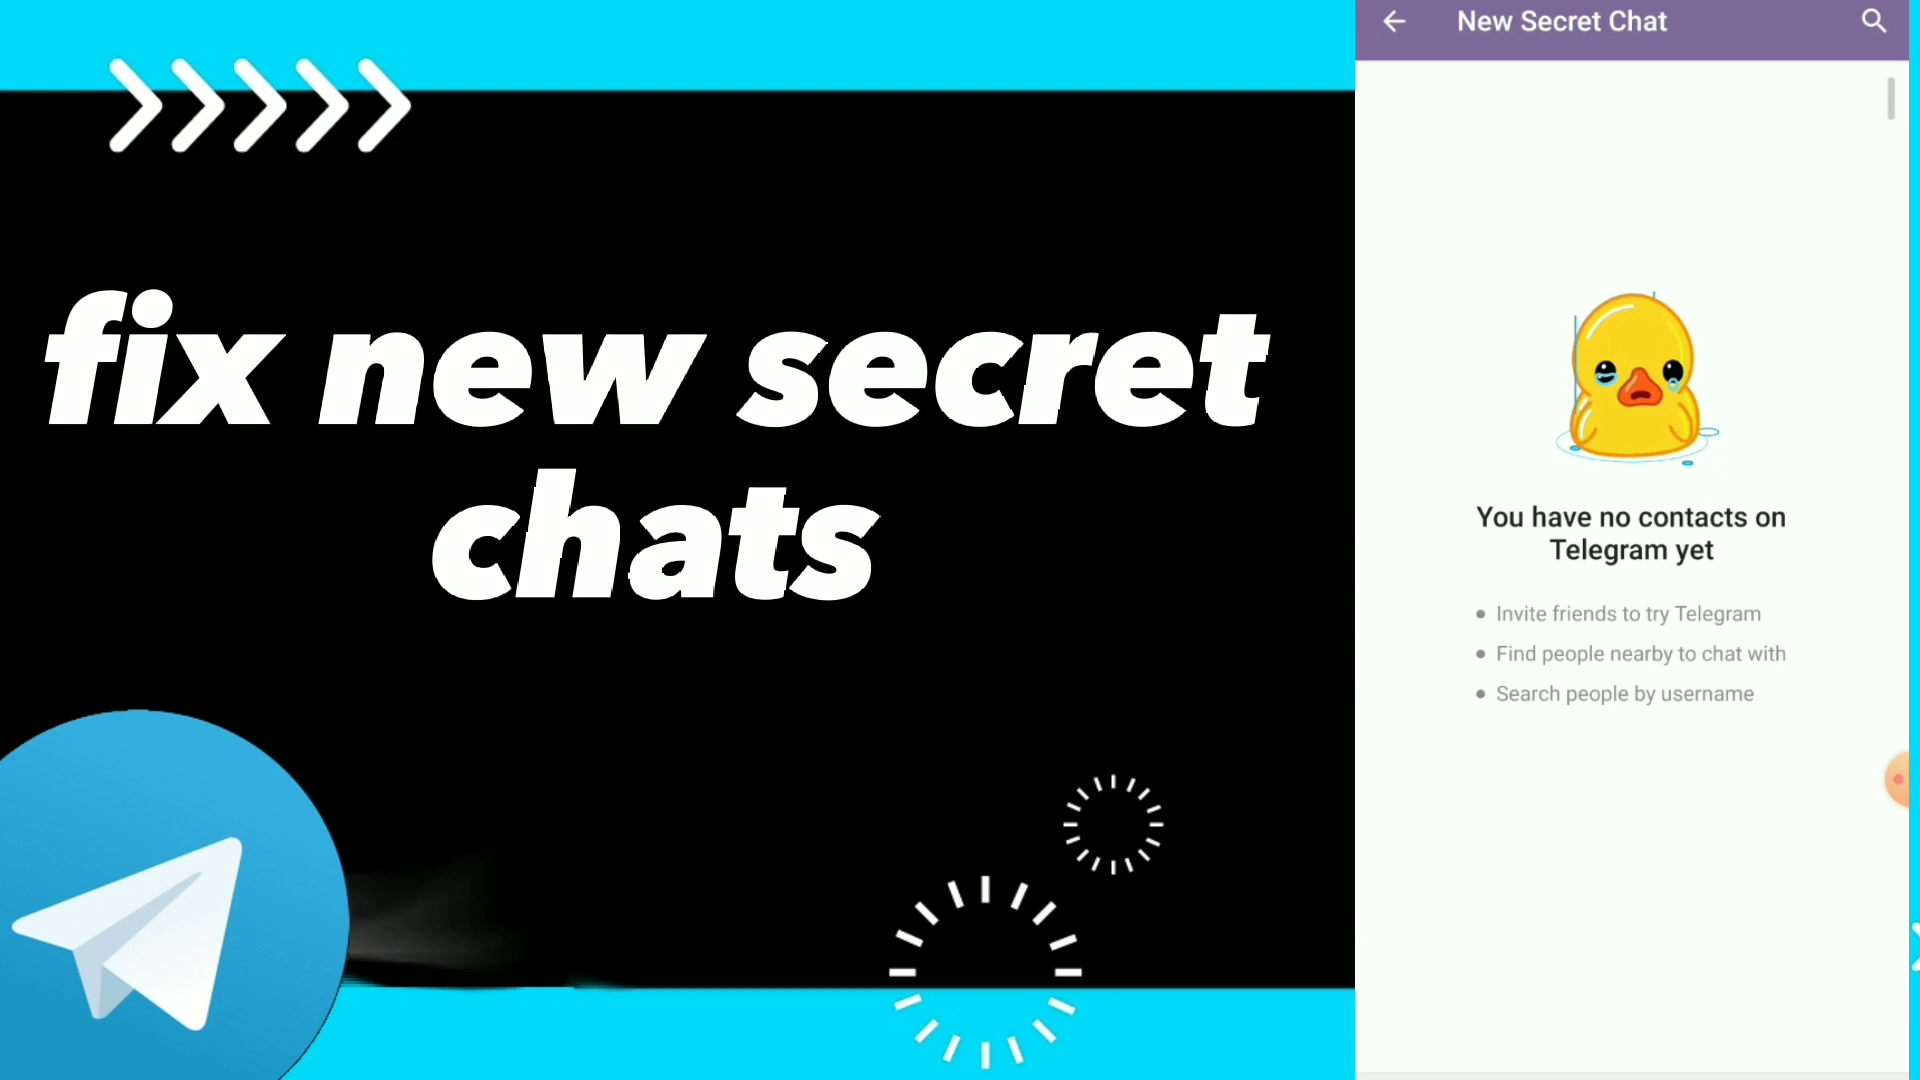 fix new secret
chats
New Secret Chat
You have no contacts on
Telegram yet
Invite friends to try Telegram
Find people nearby to chat with
Search people by username